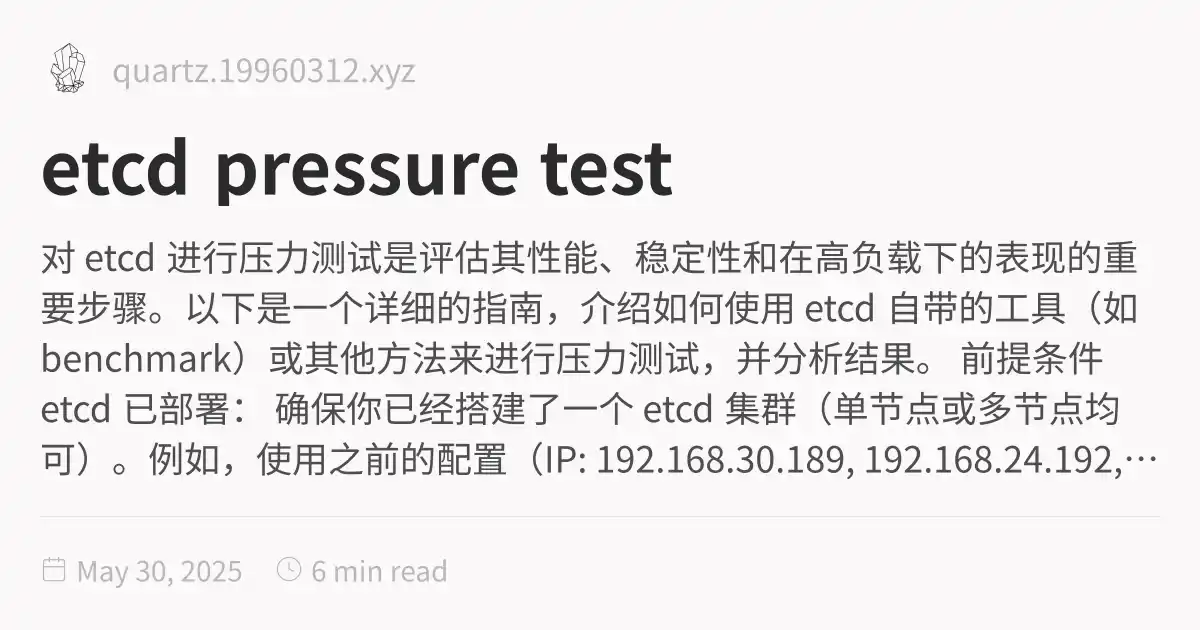 quartz.19960312.xyz
etcd pressure test
对 etcd 进行压力测试是评估其性能、稳定性和在高负载下的表现的重
要步骤。以下是一个详细的指南，介绍如何使用 etcd 自带的工具（如
benchmark）或其他方法来进行压力测试，并分析结果。 前提条件
etcd 已部署： 确保你已经搭建了一个 etcd 集群（单节点或多节点均
可）。例如，使用之前的配置（IP: 192.168.30.189, 192.168.24.192,…
May 30, 2025 6 min read